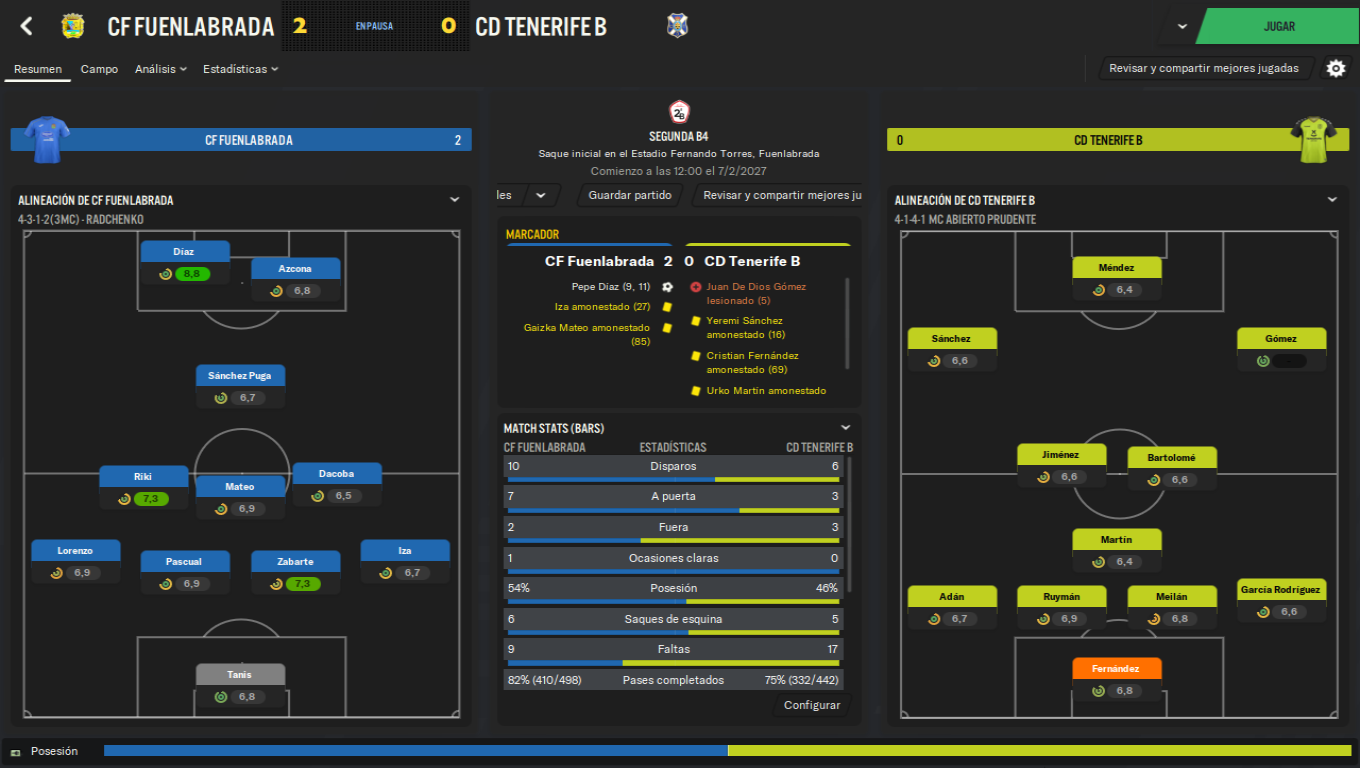 CF FUENLABRADA 2 EN PAUSA 0 CD TENERIFE B
JUGAR
Resumen Campo Análisis Estadísticas
Revisar y compartir mejores jugadas
CF FUENLABRADA 2
2ªB
SEGUNDA B4
Saque inicial en el Estadio Fernando Torres, Fuenlabrada
Comienzo a las 12:00 el 7/2/2027
les Guardar partido Revisar y compartir mejores ju
0 CD TENERIFE B
ALINEACIÓN DE CF FUENLABRADA
4-3-1-2(3MC) - RADCHENKO
Díaz
8,8
Azcona
6,8
Sánchez Puga
6,7
Riki
7,3
Mateo
6,9
Dacoba
6,5
Lorenzo
6,9
Pascual
6,9
Zabarte
7,3
Iza
6,7
Tanis
6,8
MARCADOR
CF Fuenlabrada 2 0 CD Tenerife B
Pepe Díaz (9, 11)
Iza amonestado (27)
Gaizka Mateo amonestado
(85)
Juan De Dios Gómez
lesionado (5)
Yeremi Sánchez
amonestado (16)
Cristian Fernández
amonestado (69)
Urko Martín amonestado
MATCH STATS (BARS)
CF FUENLABRADA ESTADÍSTICAS CD TENERIFE B
10 Disparos 6
7 A puerta 3
2 Fuera 3
1 Ocasiones claras 0
54% Posesión 46%
6 Saques de esquina 5
9 Faltas 17
82% (410/498) Pases completados 75% (332/442)
Configurar
ALINEACIÓN DE CD TENERIFE B
4-1-4-1 MC ABIERTO PRUDENTE
Méndez
6,4
Sánchez
6,6
Gómez
Jiménez
6,6
Bartolomé
6,6
Martín
6,4
Adán
6,7
Ruymán
6,9
Meilán
6,8
García Rodríguez
6,6
Fernández
6,8
Posesión